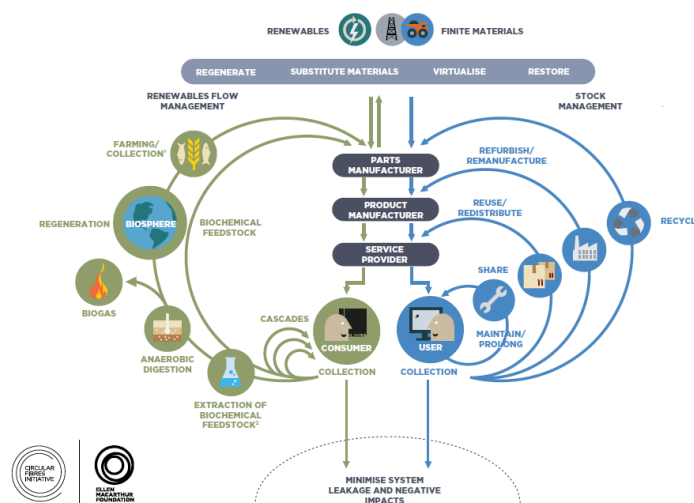 RENEWABLES
FINITE MATERIALS
REGENERATE
SUBSTITUTE MATERIALS
VIRTUALISE
RESTORE
RENEWABLES FLOW
MANAGEMENT
STOCK
MANAGEMENT
FARMING/
COLLECTION¹
PARTS
MANUFACTURER
REFURBISH/
REMANUFACTURE
REGENERATION
BIOSPHERE
BIOCHEMICAL
FEEDSTOCK
PRODUCT
MANUFACTURER
REUSE/
REDISTRIBUTE
RECYCL
SERVICE
PROVIDER
SHARE
BIOGAS
CASCADES
CONSUMER
USER
MAINTAIN/
PROLONG
ANAEROBIC
DIGESTION
COLLECTION
COLLECTION
EXTRACTION OF
BIOCHEMICAL
FEEDSTOCK²
CIRCULAR
FIBRES
INITIATIVE
ELLEN
MACARTHUR
FOUNDATION
MINIMISE SYSTEM
LEAKAGE AND NEGATIVE
IMPACTS